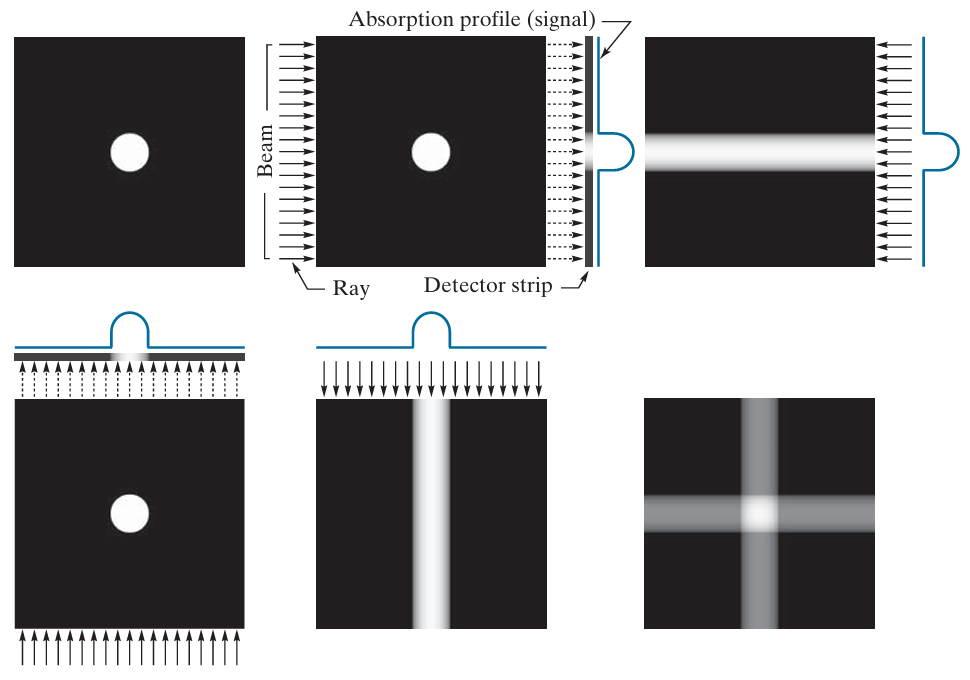 Absorption profile (signal)
Beam
Ray
Detector strip